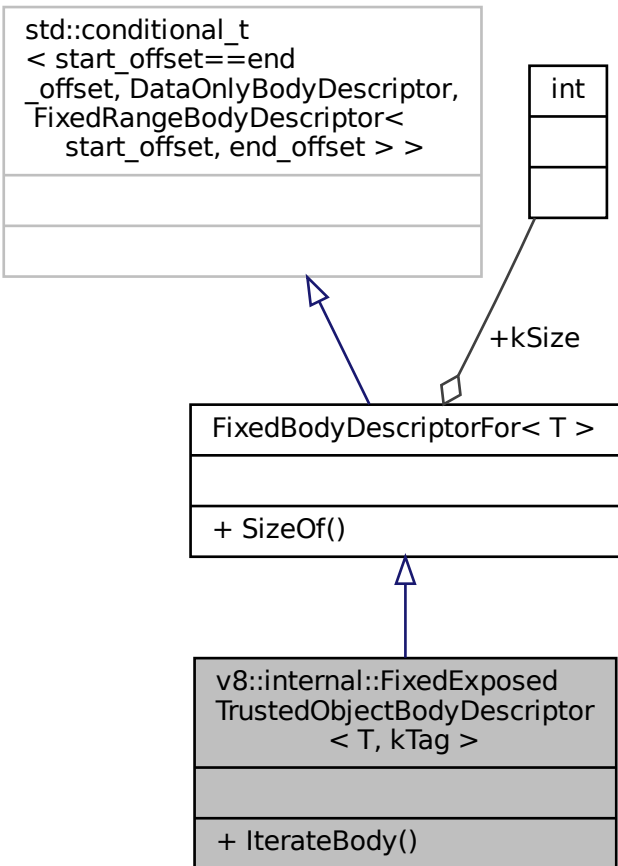 std::conditional_t
< start_offset==end
_offset, DataOnlyBodyDescriptor,
FixedRangeBodyDescriptor<
start_offset, end_offset > >
int
+kSize
FixedBodyDescriptorFor< T >
+ SizeOf()
v8::internal::FixedExposed
TrustedObjectBodyDescriptor
< T, kTag >
+ IterateBody()